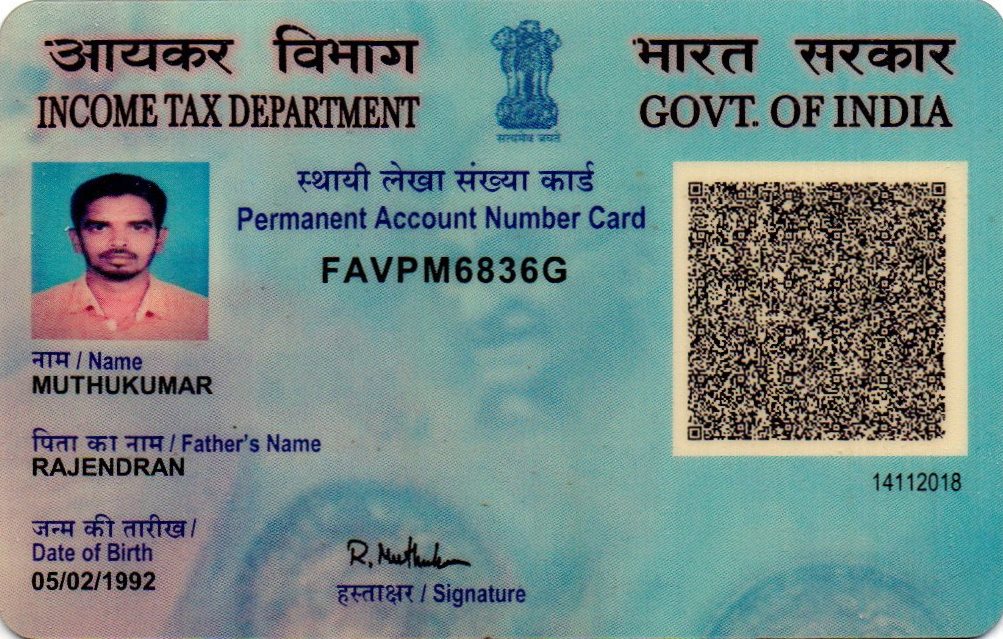 आयकर विभाग
INCOME TAX DEPARTMENT
सत्यमेव जयते
भारत सरकार
GOVT. OF INDIA
स्थायी लेखा संख्या कार्ड
Permanent Account Number Card
FAVPM6836G
नाम / Name
MUTHUKUMAR
पिता का नाम / Father's Name
RAJENDRAN
14112018
जन्म की तारीख /
Date of Birth
05/02/1992
R. Muthukum
हस्ताक्षर / Signature